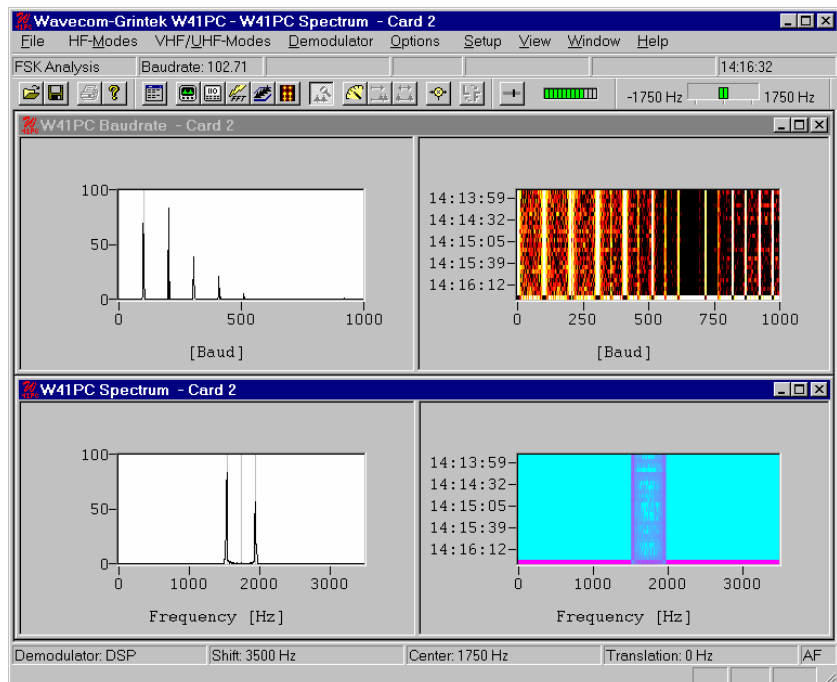 Wavecom-Grintek W41PC - W41PC Spectrum - Card 2
File HF-Modes VHF/UHF-Modes Demodulator Options Setup View Window Help
FSK Analysis Baudrate: 102.71 14:16:32
-1750 Hz 1750 Hz
W41PC Baudrate - Card 2
100
50
0
0 500 1000
[Baud]
14:13:59
14:14:32
14:15:05
14:15:39
14:16:12
0 250 500 750 1000
[Baud]
W41PC Spectrum - Card 2
100
50
0
0 1000 2000 3000
Frequency [Hz]
14:13:59
14:14:32
14:15:05
14:15:39
14:16:12
0 1000 2000 3000
Frequency [Hz]
Demodulator: DSP Shift: 3500 Hz Center: 1750 Hz Translation: 0 Hz AF